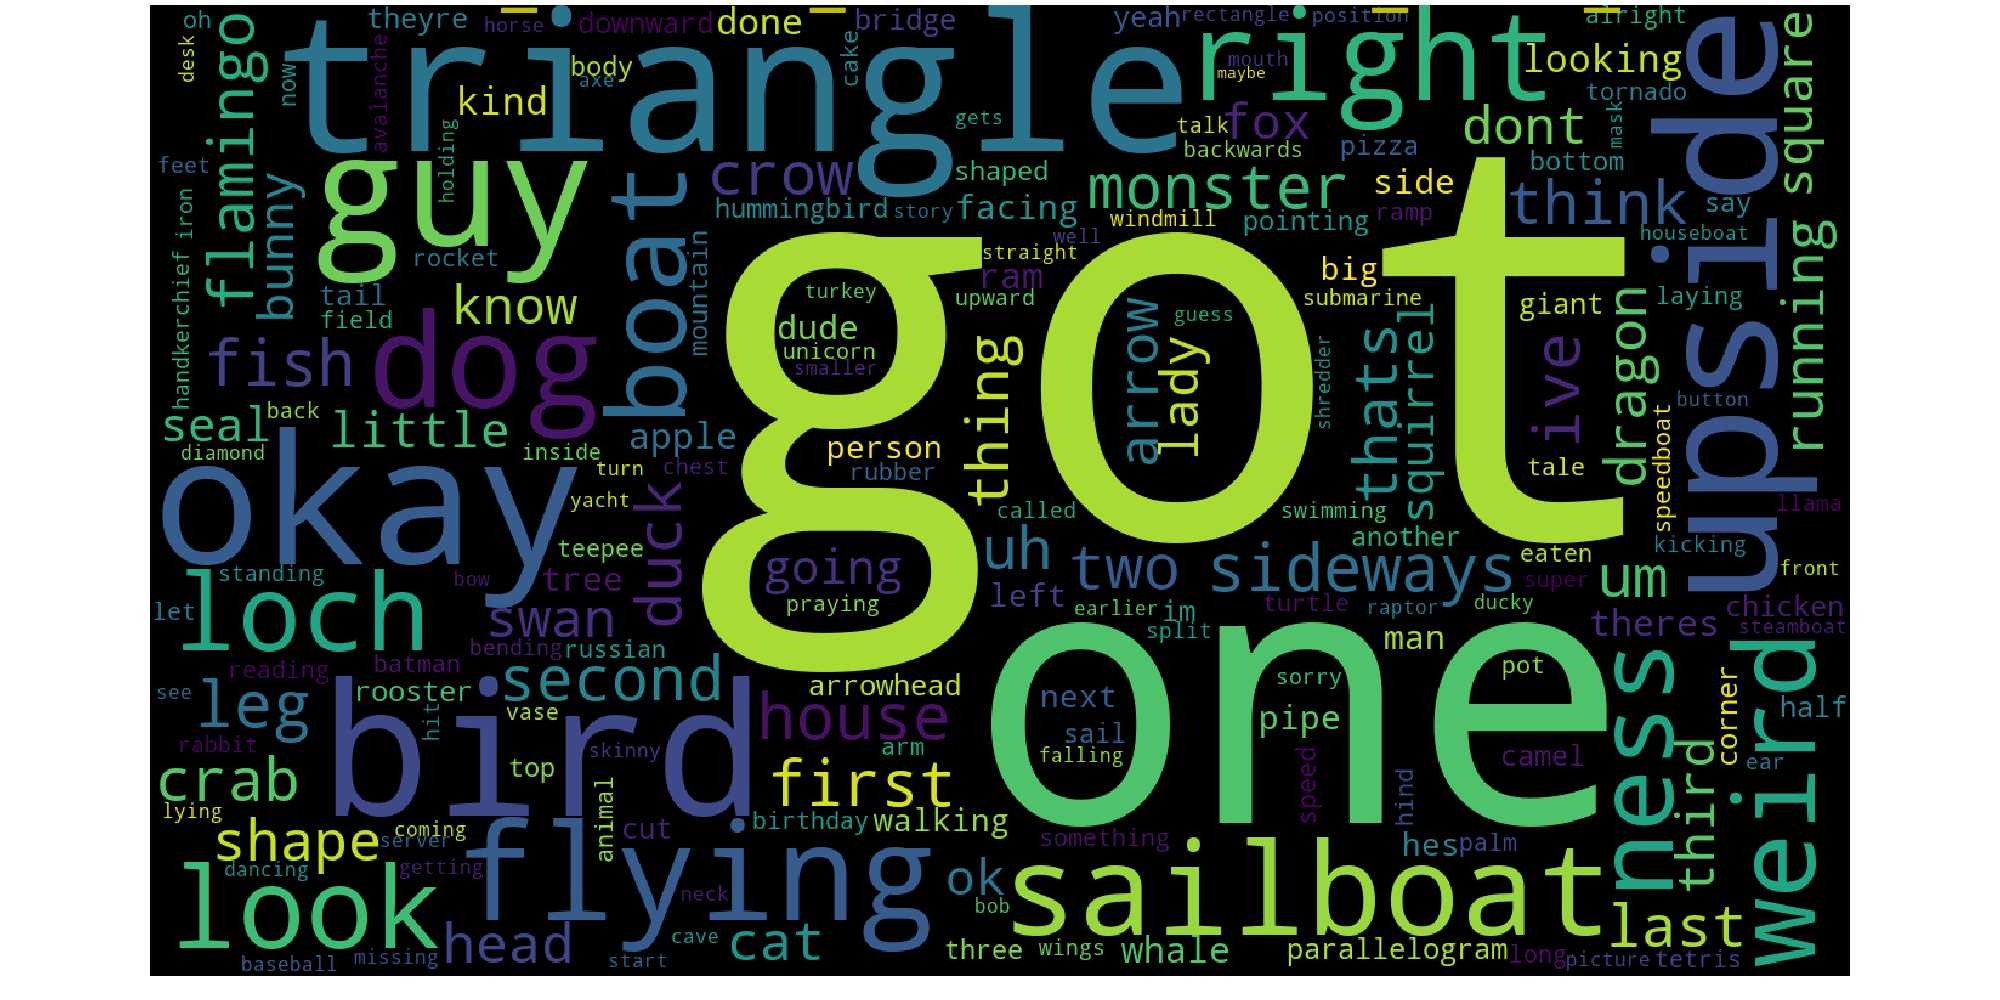 oh
theyre
horse
downward
done
bridge
yeah
rectangle
position
alright
desk
flamingo
now
triangle
avalanche
kind
body
axe
cake
right
mouth
maybe
looking
tornado
upside
square
holding
guy
gets
talk
fox
backwards
pizza
dont
mask
feet
bunny
boat
crow
shaped
monster
side
bottom
think
say
handkerchief
iron
hummingbird
story
facing
windmill
pointing
ramp
houseboat
running
rocket
mountain
well
straight
ram
big
got
tail
field
know
turkey
upward
submarine
giant
laying
dragon
fish
dog
dude
unicorn
smaller
thing
arrow
guess
lady
shredder
thats
squirrel
ive
button
seal
back
little
diamond
inside
apple
person
rubber
turn
chest
tale
speedboat
okay
yacht
duck
called
swimming
another
llama
teepee
uh
two
sideways
eaten
kicking
front
standing
bow
tree
going
praying
left
earlier
im
turtle
raptor
ducky
super
um
let
loch
swan
split
theres
chicken
steamboat
bending
russian
man
reading
batman
second
see
leg
rooster
arrowhead
next
sorry
pot
ness
weird
corner
half
hit
vase
bird
house
sail
pipe
one
rabbit
skinny
arm
falling
camel
third
ear
crab
top
first
speed
hind
lying
animal
shape
coming
server
cut
birthday
walking
something
hes
palm
dancing
getting
flying
look
neck
ok
bob
sailboat
last
head
cave
cat
three
wings
whale
parallelogram
long
picture
tetris
baseball
missing
start